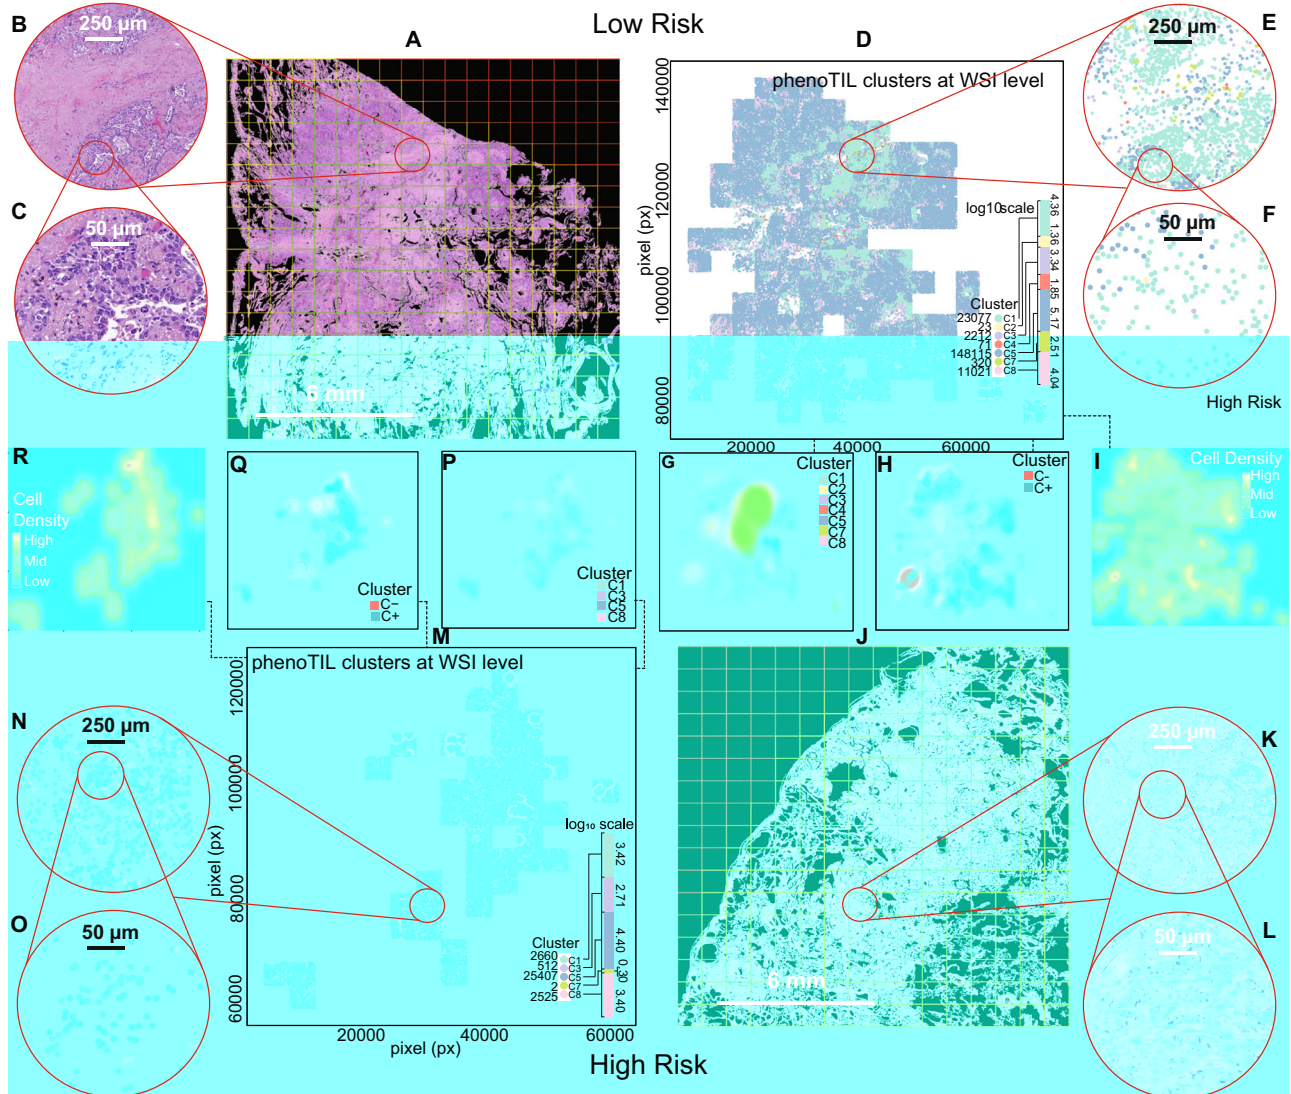 Low Risk
B
250 µm
A
D
250 µm
E
phenoTIL clusters at WSI level
140000
120000
100000
80000
pixel (px)
C
50 µm
50 µm
F
log10 scale
4.36
1.36
3.34
1.85
5.17
2.51
4.04
Cluster
23077 C1
23 C2
2212 C3
71 C4
148115 C5
320 C7
11021 C8
6 mm
High Risk
20000 40000 60000
R
Cell
Density
High
Mid
Low
Q
Cluster
C−
C+
P
Cluster
C1
C3
C5
C8
G
Cluster
C1
C2
C3
C4
C5
C7
C8
H
Cluster
C-
C+
I
Cell Density
High
Mid
Low
M
phenoTIL clusters at WSI level
120000
100000
80000
60000
pixel (px)
J
N
250 µm
250 µm
K
log₁₀ scale
3.42
2.71
4.40
0.30
3.40
Cluster
2660 C1
512 C3
25407 C5
2 C7
2525 C8
O
50 µm
50 µm
L
6 mm
20000 40000 60000
pixel (px)
High Risk